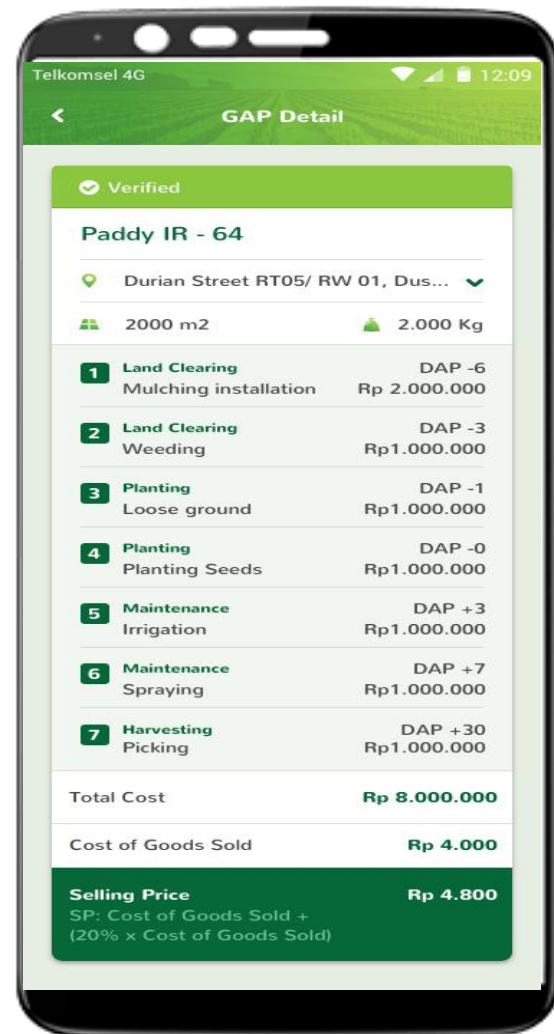 Telkomsel 4G 12:09
GAP Detail
Verified
Paddy IR - 64
Durian Street RT05/ RW 01, Dus...
2000 m2 2.000 Kg
1 Land Clearing DAP -6
Mulching installation Rp 2.000.000
2 Land Clearing DAP -3
Weeding Rp1.000.000
3 Planting DAP -1
Loose ground Rp1.000.000
4 Planting DAP -0
Planting Seeds Rp1.000.000
5 Maintenance DAP +3
Irrigation Rp1.000.000
6 Maintenance DAP +7
Spraying Rp1.000.000
7 Harvesting DAP +30
Picking Rp1.000.000
Total Cost Rp 8.000.000
Cost of Goods Sold Rp 4.000
Selling Price Rp 4.800
SP: Cost of Goods Sold +
(20% x Cost of Goods Sold)